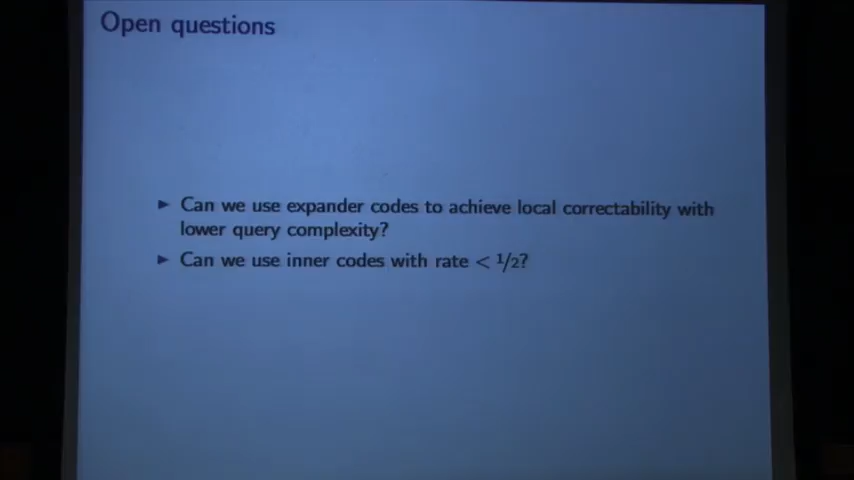 Open questions
▶ Can we use expander codes to achieve local correctability with
lower query complexity?
▶ Can we use inner codes with rate < 1/2?